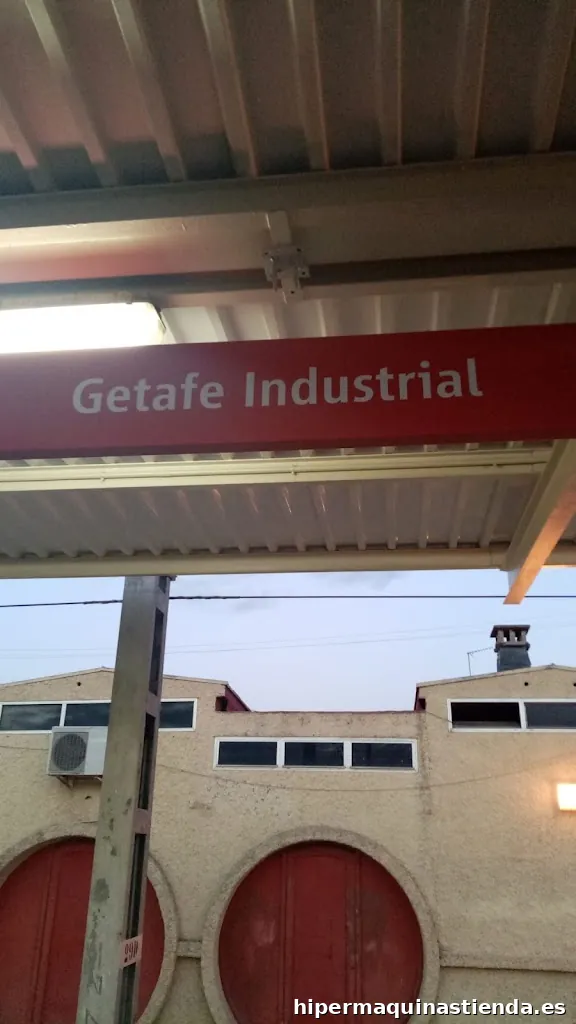 Getafe Industrial
hipermaquinastienda.es